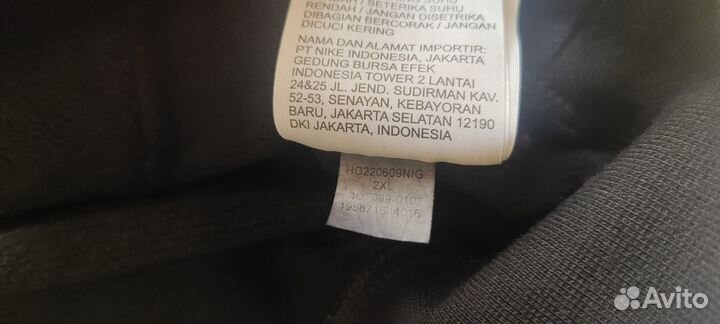 RENDAH / SETERIKA SUHU
RENDAH / JANGAN DISETRIKA
DIBAGIAN BERCORAK / JANGAN
DICUCI KERING
NAMA DAN ALAMAT IMPORTIR:
PT NIKE INDONESIA, JAKARTA
GEDUNG BURSA EFEK
INDONESIA TOWER 2 LANTAI
24&25 JL. JEND. SUDIRMAN KAV.
52-53, SENAYAN, KEBAYORAN
BARU, JAKARTA SELATAN 12190
DKI JAKARTA, INDONESIA
HO220609NIG
2XL
Avito